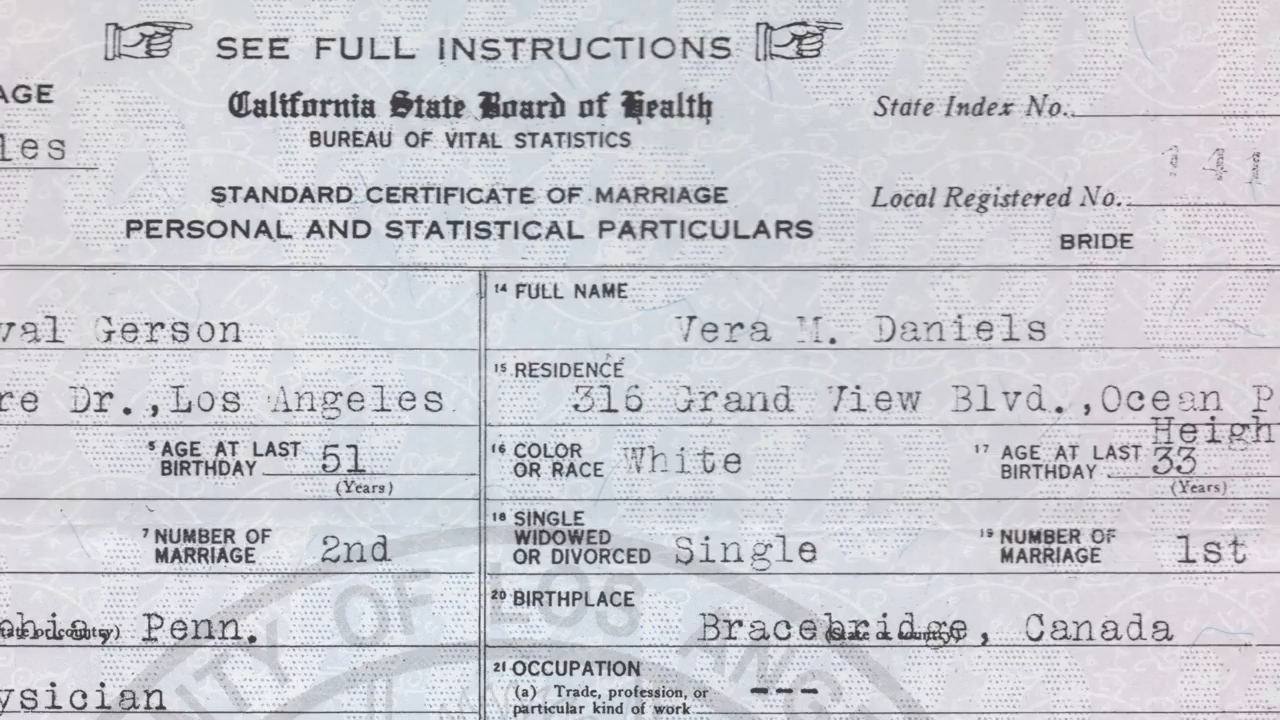 SEE FULL INSTRUCTIONS
AGE
California State Board of Health
State Index No.
les
BUREAU OF VITAL STATISTICS
STANDARD CERTIFICATE OF MARRIAGE
Local Registered No.
PERSONAL AND STATISTICAL PARTICULARS
BRIDE
val Gerson
14 FULL NAME
Vera M. Daniels
re Dr., Los Angeles
15 RESIDENCE
316 Grand View Blvd., Ocean P
Heigh
5 AGE AT LAST BIRTHDAY 51
(Years)
16 COLOR OR RACE White
17 AGE AT LAST BIRTHDAY 33
(Years)
7 NUMBER OF MARRIAGE 2nd
18 SINGLE
WIDOWED
OR DIVORCED Single
19 NUMBER OF MARRIAGE 1st
Penn.
20 BIRTHPLACE
Bracebridge, Canada
ysician
21 OCCUPATION
(a) Trade, profession, or
particular kind of work ---
TY OF LOS ANG